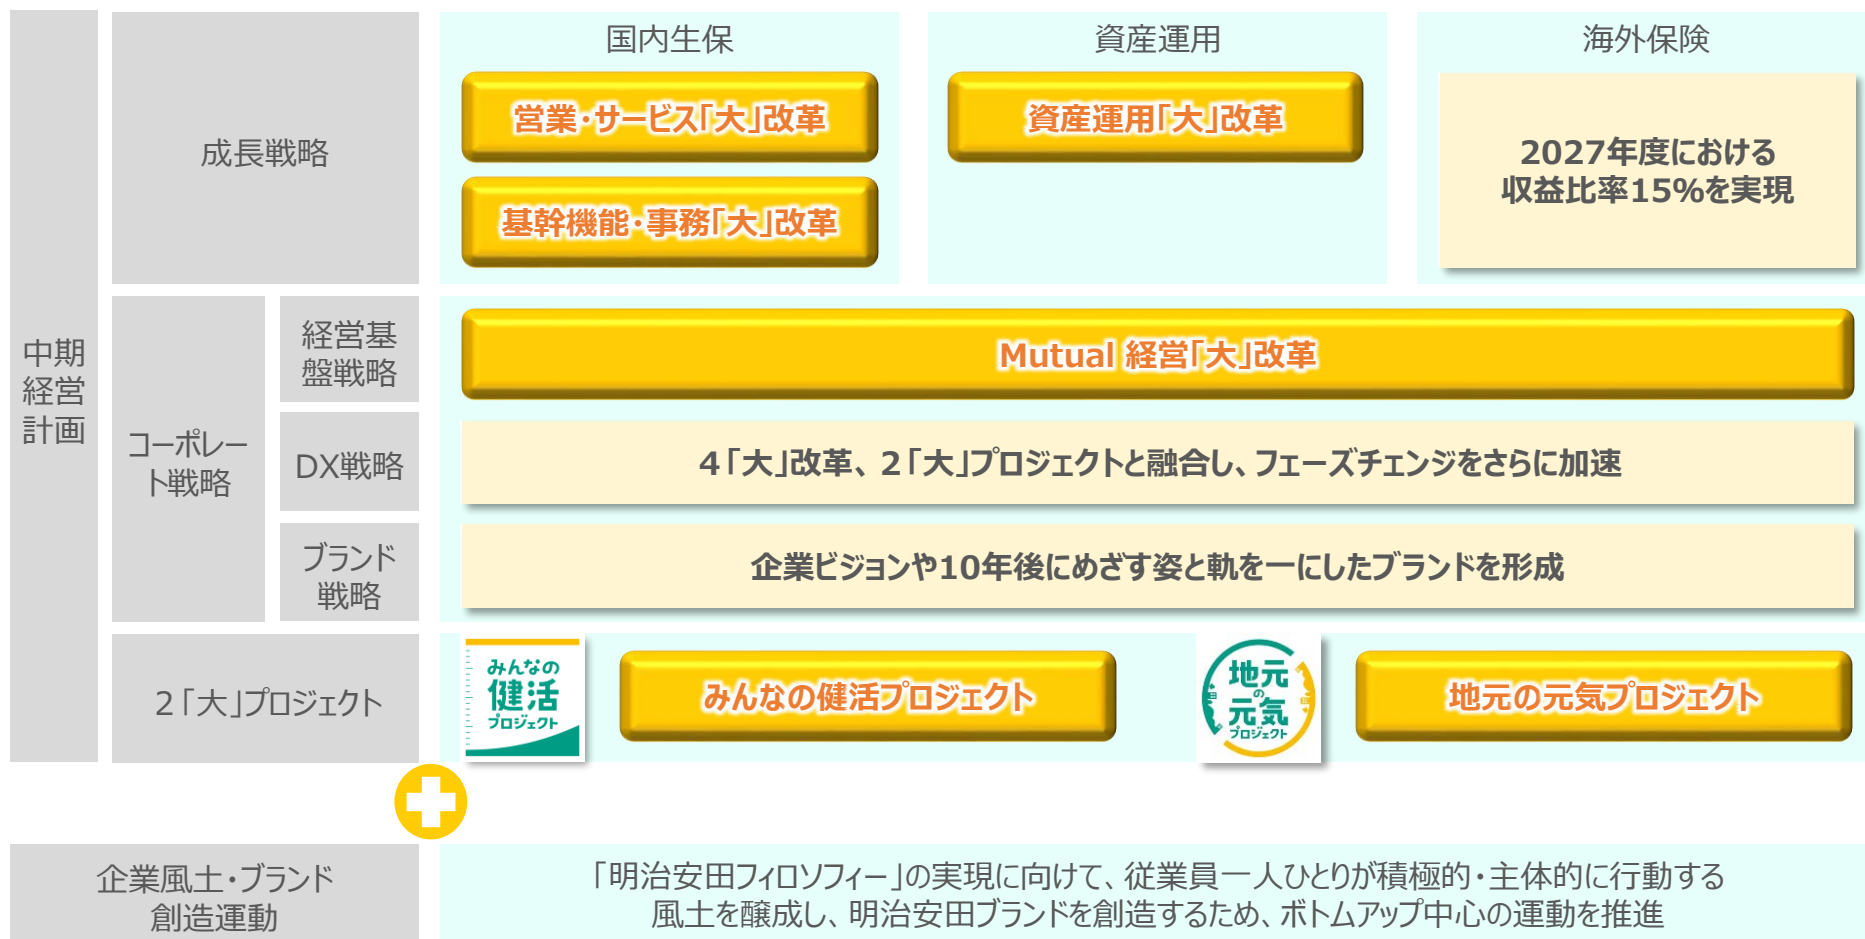 中期
経営
計画
成長戦略
国内生保
営業・サービス「大」改革
基幹機能・事務「大」改革
資産運用
資産運用「大」改革
海外保険
2027年度における
収益比率15%を実現
コーポレー
ト戦略
経営基
盤戦略
Mutual 経営「大」改革
DX戦略
４「大」改革、２「大」プロジェクトと融合し、フェーズチェンジをさらに加速
ブランド
戦略
企業ビジョンや10年後にめざす姿と軌を一にしたブランドを形成
２「大」プロジェクト
みんなの
健活
プロジェクト
みんなの健活プロジェクト
地元
の
元気
プロジェクト
地元の元気プロジェクト
企業風土・ブランド
創造運動
「明治安田フィロソフィー」の実現に向けて、従業員一人ひとりが積極的・主体的に行動する
風土を醸成し、明治安田ブランドを創造するため、ボトムアップ中心の運動を推進